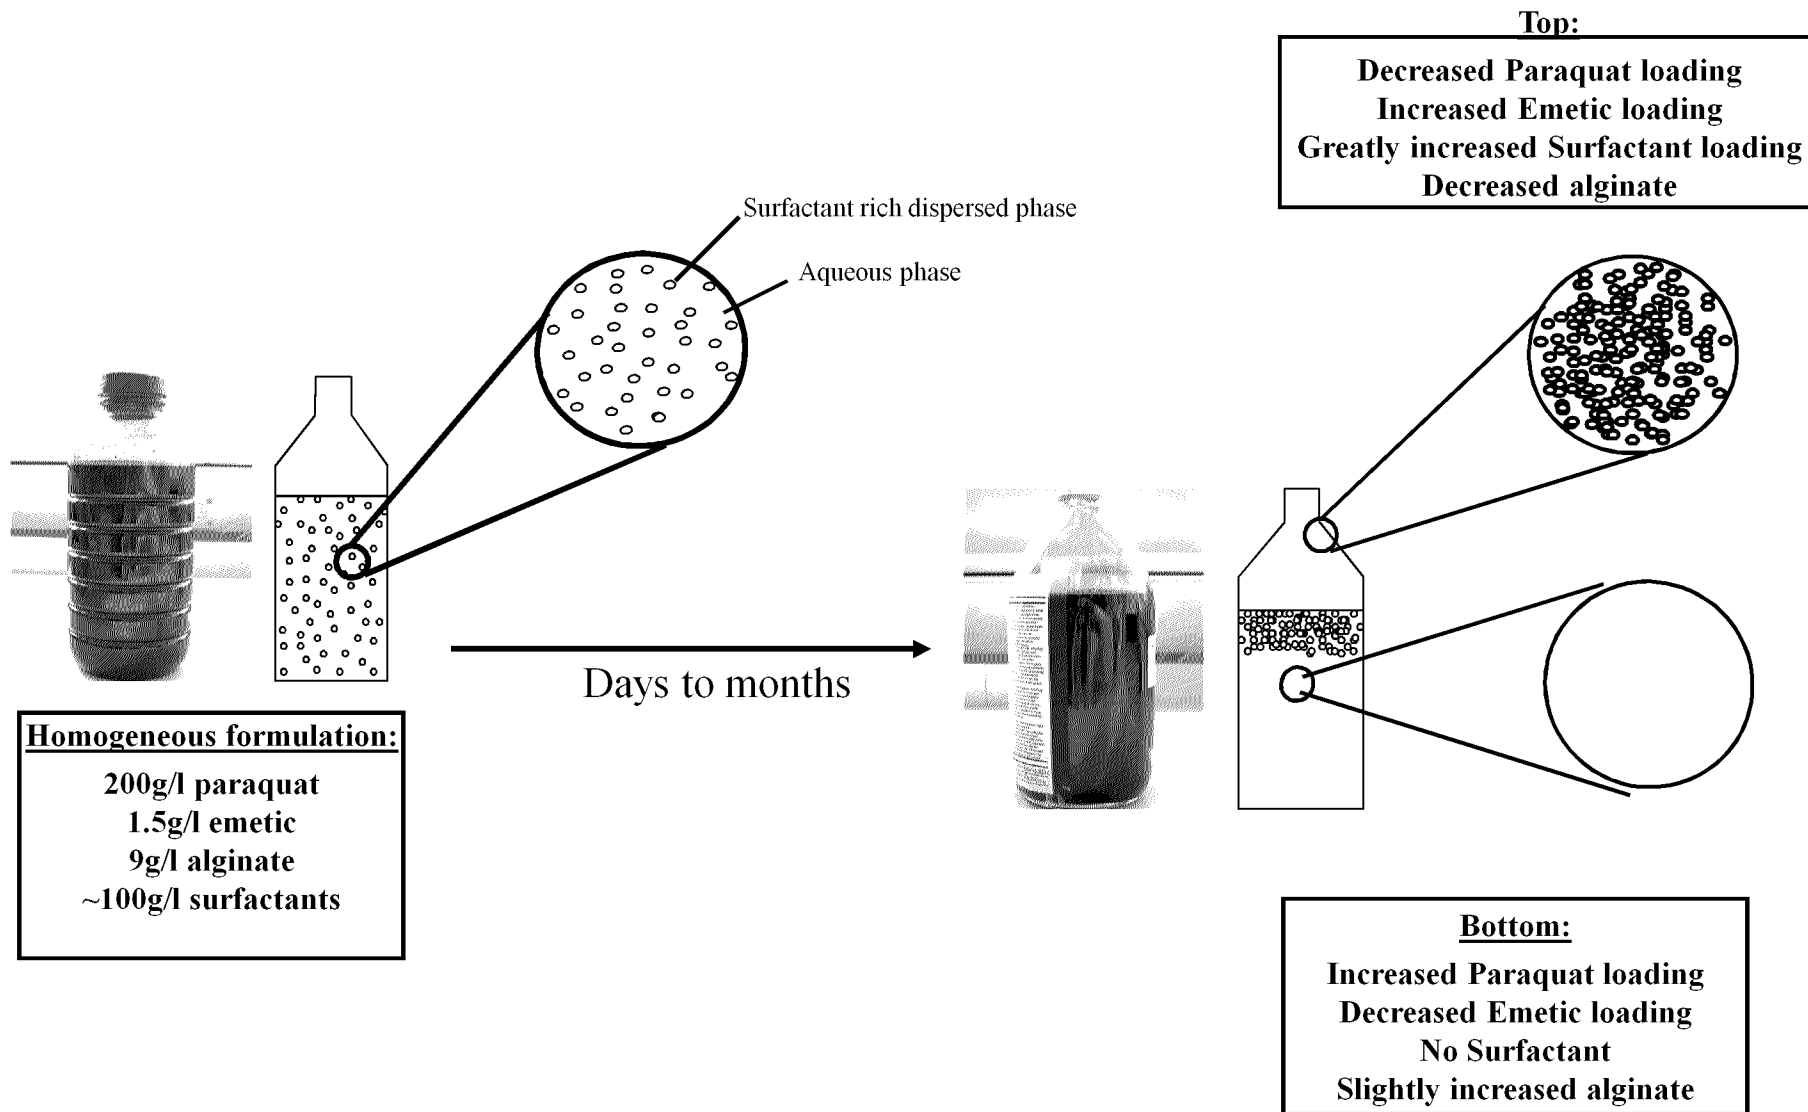 Top:
Decreased Paraquat loading
Increased Emetic loading
Greatly increased Surfactant loading
Decreased alginate
Surfactant rich dispersed phase
Aqueous phase
Days to months
Homogeneous formulation:
200g/l paraquat
1.5g/l emetic
9g/l alginate
~100g/l surfactants
Bottom:
Increased Paraquat loading
Decreased Emetic loading
No Surfactant
Slightly increased alginate